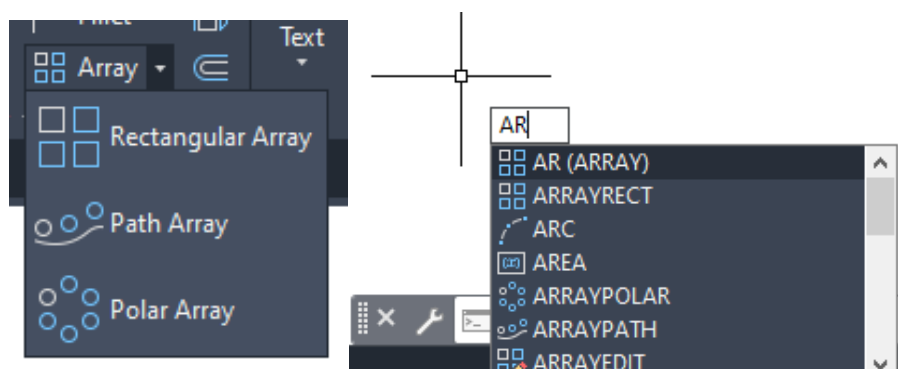 Fillet
Text
Array
Rectangular Array
Path Array
Polar Array
AR
AR (ARRAY)
ARRAYRECT
ARC
AREA
ARRAYPOLAR
ARRAYPATH
ARRAYEDIT